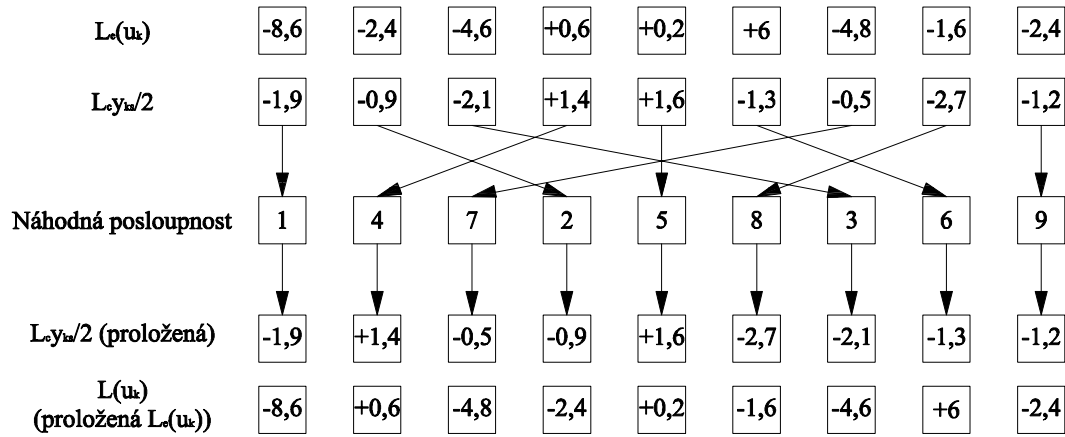 Lₑ(uₖ) -8,6 -2,4 -4,6 +0,6 +0,2 +6 -4,8 -1,6 -2,4
L꜀yₖₛ/2 -1,9 -0,9 -2,1 +1,4 +1,6 -1,3 -0,5 -2,7 -1,2
Náhodná posloupnost 1 4 7 2 5 8 3 6 9
L꜀yₖₛ/2 (proložená) -1,9 +1,4 -0,5 -0,9 +1,6 -2,7 -2,1 -1,3 -1,2
L(uₖ)
(proložená Lₑ(uₖ)) -8,6 +0,6 -4,8 -2,4 +0,2 -1,6 -4,6 +6 -2,4